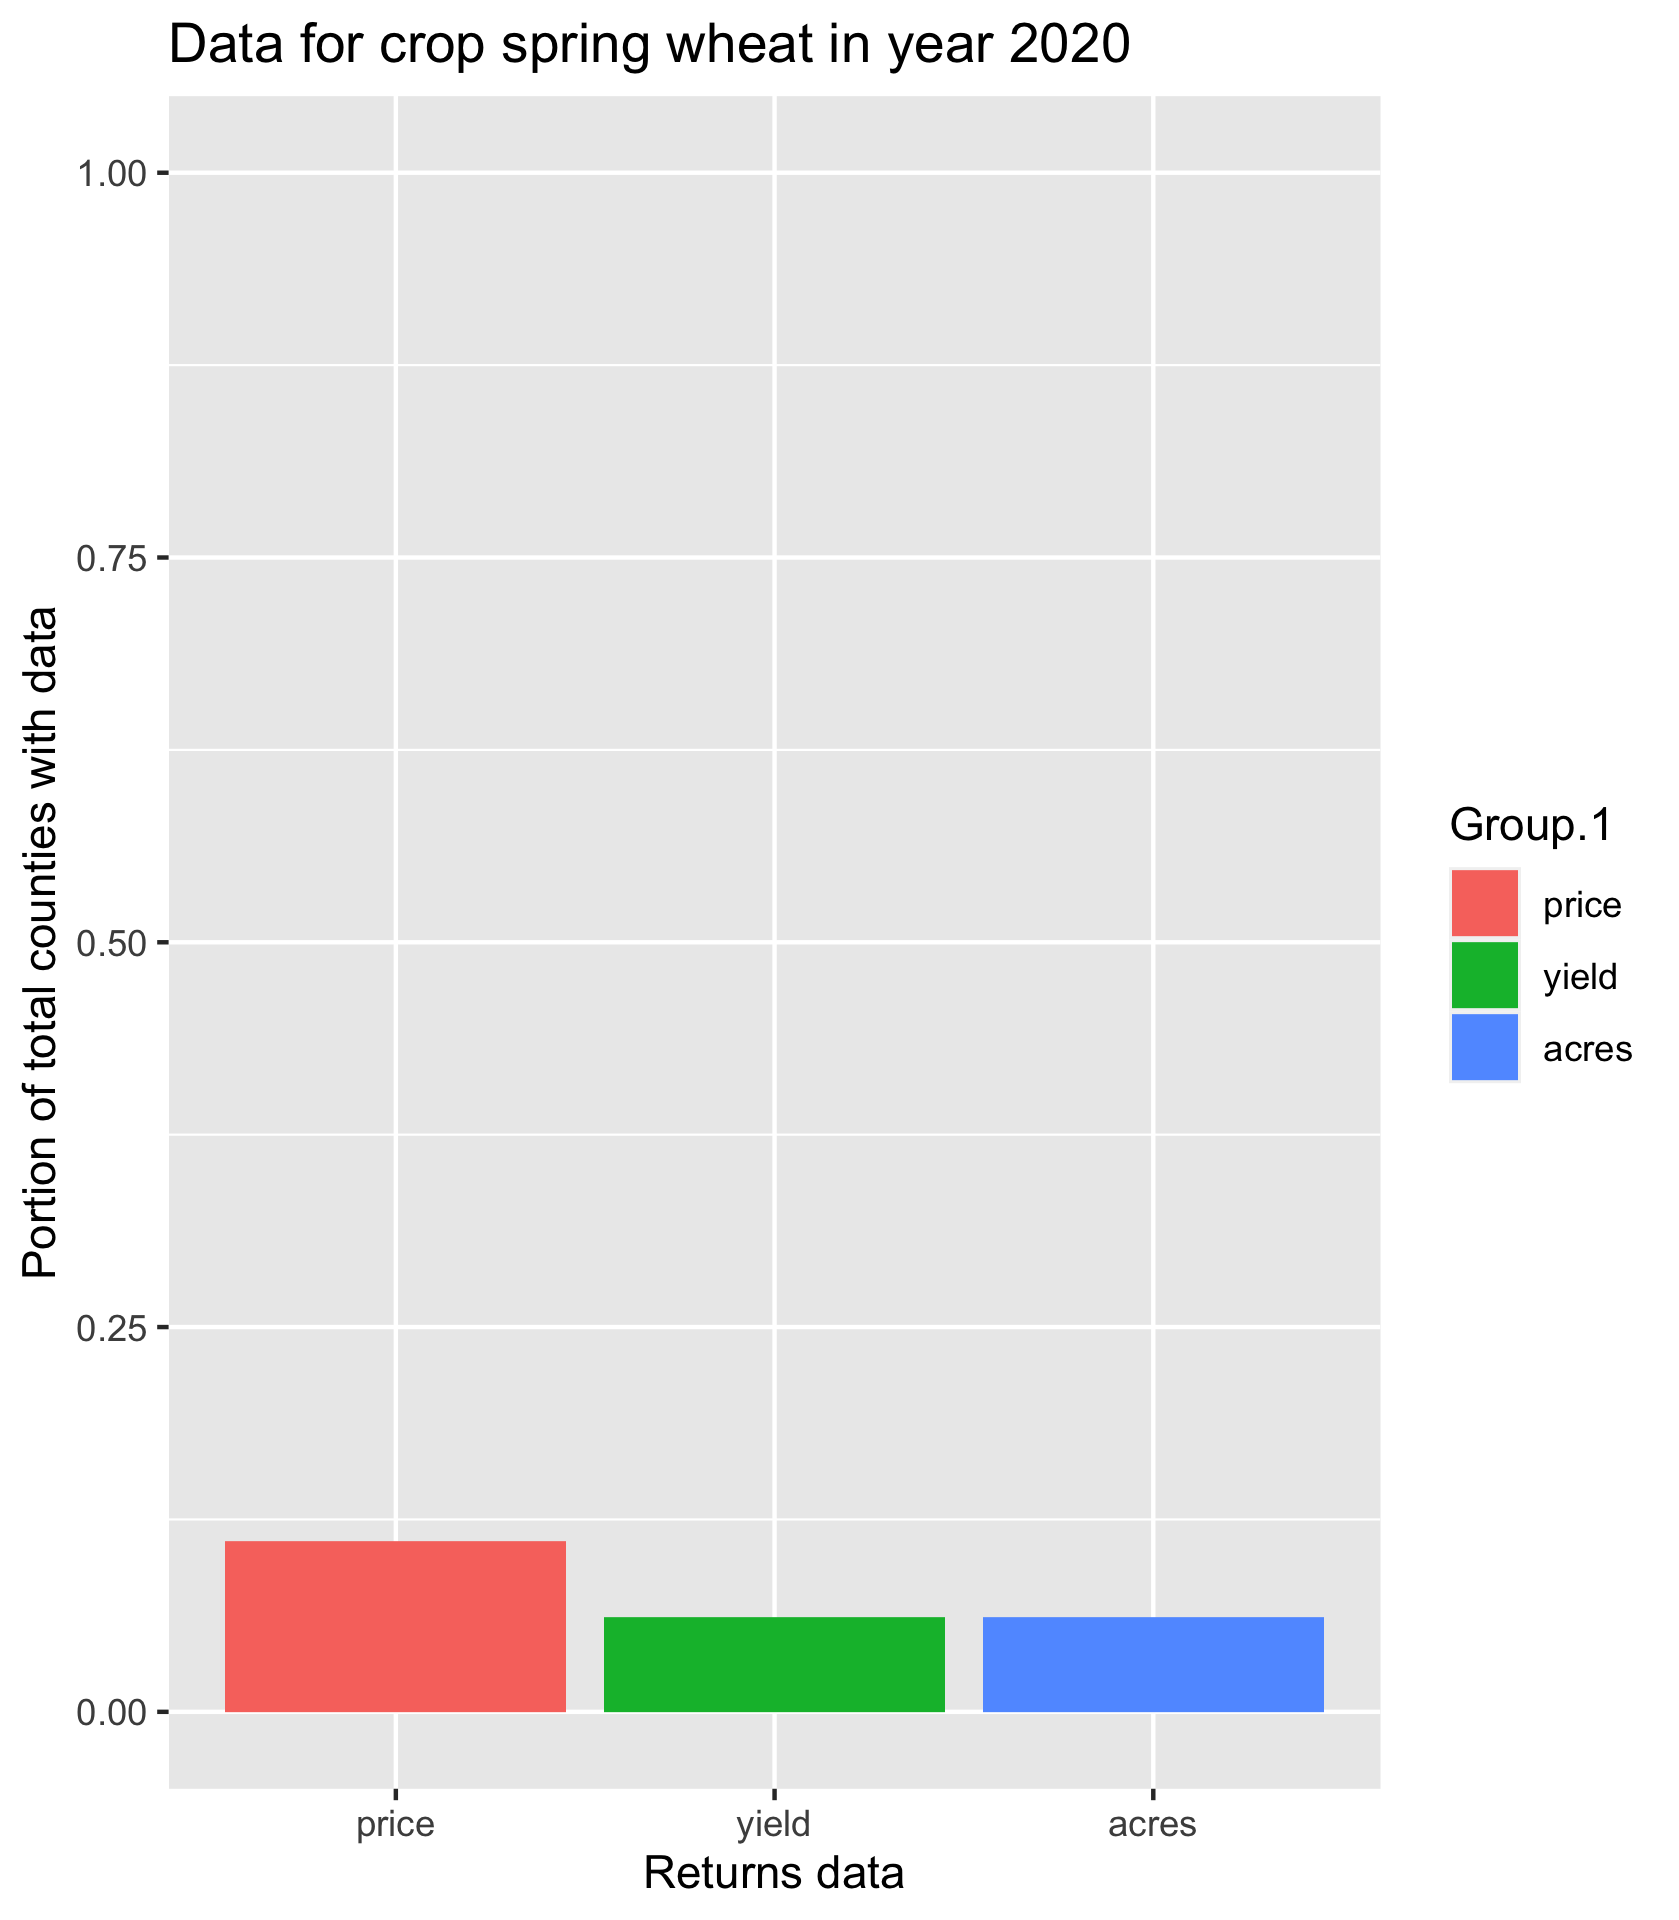 Data for crop spring wheat in year 2020
Portion of total counties with data
1.00
0.75
0.50
0.25
0.00
price
yield
acres
Returns data
Group.1
price
yield
acres